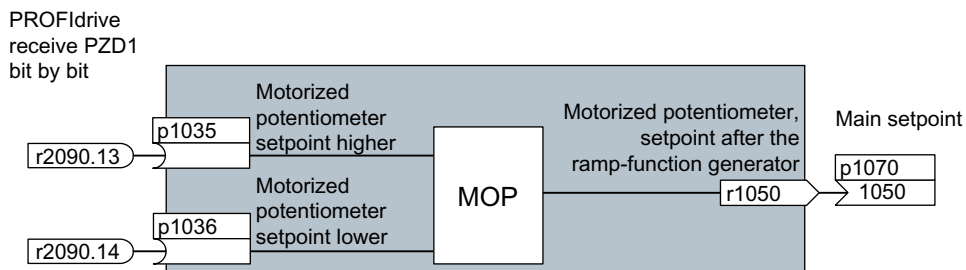 PROFIdrive
receive PZD1
bit by bit
Motorized
potentiometer
setpoint higher
p1035
r2090.13
Motorized
potentiometer
setpoint lower
p1036
r2090.14
MOP
Motorized potentiometer,
setpoint after the
ramp-function generator
r1050
Main setpoint
p1070
1050